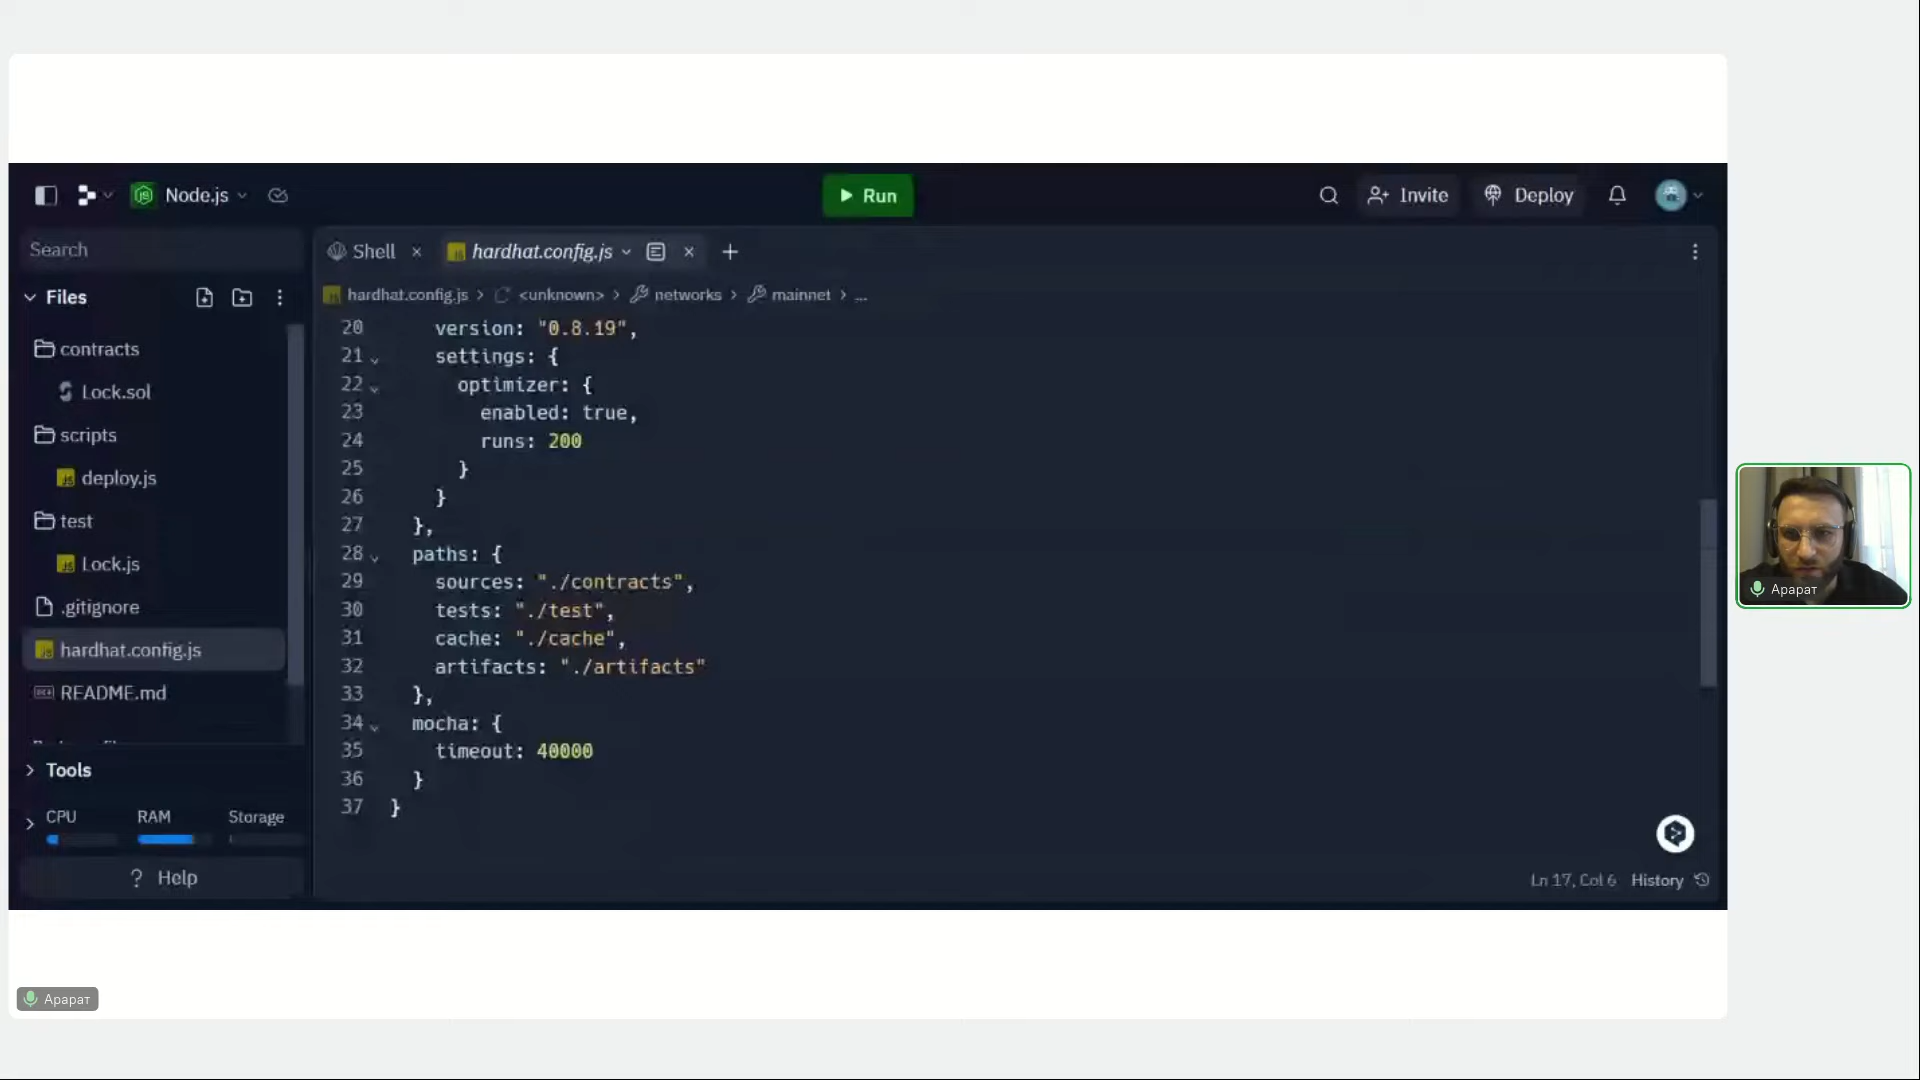 Node.js
Run
Invite
Deploy
Search
Shell
hardhat.config.js
Files
hardhat.config.js > <unknown> > networks > mainnet > ...
contracts
Lock.sol
scripts
deploy.js
test
Lock.js
.gitignore
hardhat.config.js
README.md
Tools
CPU RAM Storage
? Help
20 version: "0.8.19",
21 settings: {
22 optimizer: {
23 enabled: true,
24 runs: 200
25 }
26 }
27 },
28 paths: {
29 sources: "./contracts",
30 tests: "./test",
31 cache: "./cache",
32 artifacts: "./artifacts"
33 },
34 mocha: {
35 timeout: 40000
36 }
37 }
Ln 17, Col 6 History
Арарат
Арарат